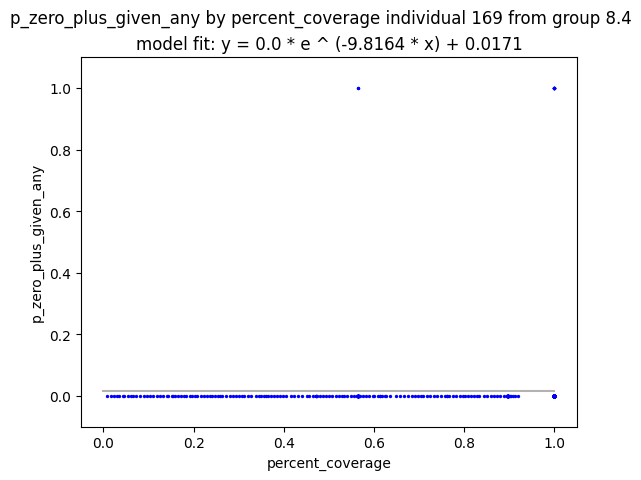 p_zero_plus_given_any by percent_coverage individual 169 from group 8.4
model fit: y = 0.0 * e ^ (-9.8164 * x) + 0.0171
p_zero_plus_given_any
1.0
0.8
0.6
0.4
0.2
0.0
0.0 0.2 0.4 0.6 0.8 1.0
percent_coverage